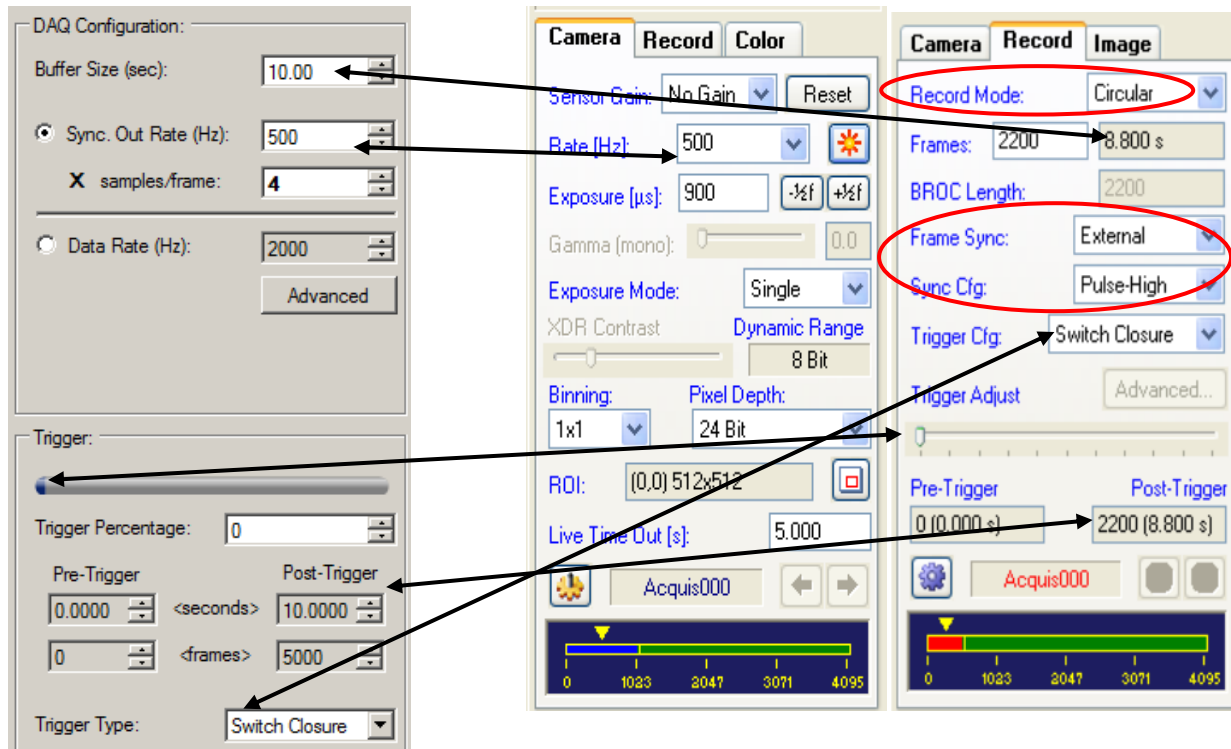 DAQ Configuration:
Buffer Size (sec): 10.00
Sync. Out Rate (Hz): 500
X samples/frame: 4
Data Rate (Hz): 2000
Advanced
Trigger:
Trigger Percentage: 0
Pre-Trigger Post-Trigger
0.0000 <seconds> 10.0000
0 <frames> 5000
Trigger Type: Switch Closure
Camera Record Color
Sensor Gain: No Gain Reset
Rate [Hz]: 500
Exposure [µs]: 900 -½f +½f
Gamma (mono): 0.0
Exposure Mode: Single
XDR Contrast Dynamic Range
8 Bit
Binning: Pixel Depth:
1x1 24 Bit
ROI: (0,0) 512x512
Live Time Out [s]: 5.000
Acquis000
0 1023 2047 3071 4095
Camera Record Image
Record Mode: Circular
Frames: 2200 8.800 s
BROC Length: 2200
Frame Sync: External
Sync Cfg: Pulse-High
Trigger Cfg: Switch Closure
Trigger Adjust Advanced...
Pre-Trigger Post-Trigger
0 (0.000 s) 2200 (8.800 s)
Acquis000
0 1023 2047 3071 4095